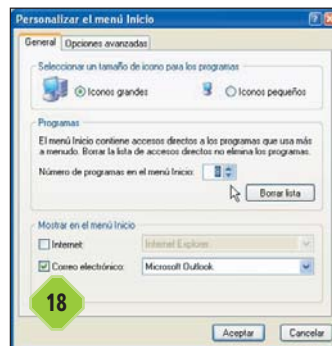 Personalizar el menú Inicio
General
Opciones avanzadas
Seleccionar un tamaño de icono para los programas
Iconos grandes
Iconos pequeños
Programas
El menú Inicio contiene accesos directos a los programas que usa más
a menudo. Borrar la lista de accesos directos no elimina los programas.
Número de programas en el menú Inicio:
Borrar lista
Mostrar en el menú Inicio
Internet:
Internet Explorer
Correo electrónico:
Microsoft Outlook
18
Aceptar
Cancelar